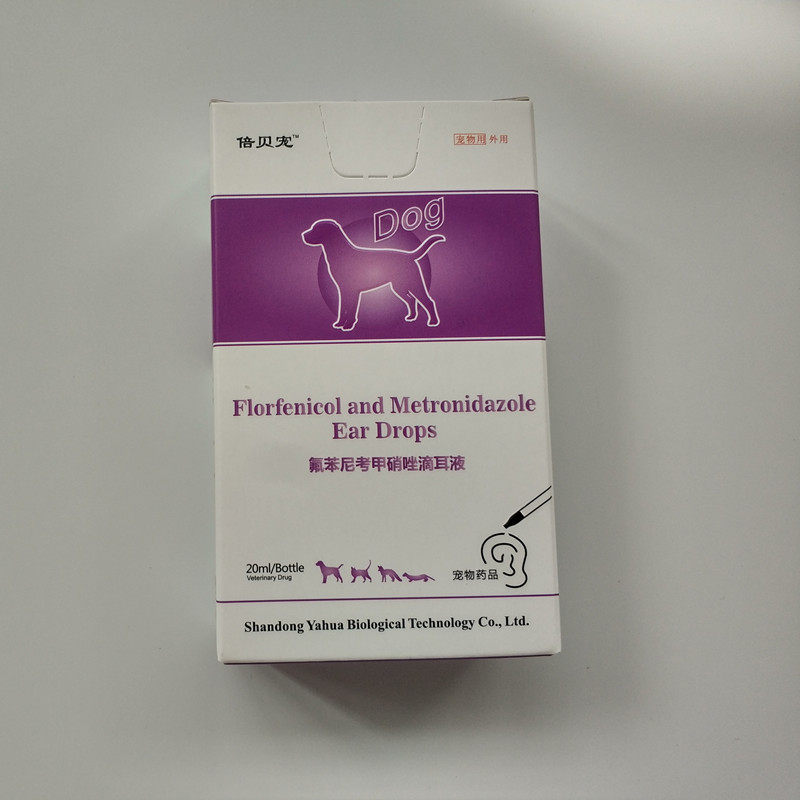 倍贝宠™
宠物用 外用
Dog
Florfenicol and Metronidazole
Ear Drops
氟苯尼考甲硝唑滴耳液
20ml/Bottle
Veterinary Drug
宠物药品
Shandong Yahua Biological Technology Co., Ltd.